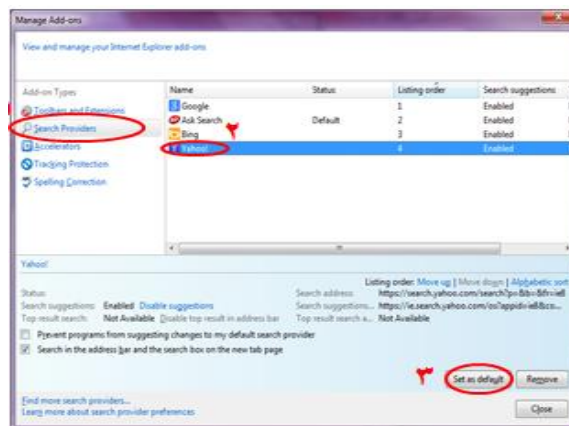 Manage Add-ons
View and manage your Internet Explorer add-ons
Add-on Types
Toolbars and Extensions
Search Providers
Accelerators
Tracking Protection
Spelling Correction
Name Status Listing order Search suggestions
Google 1 Enabled
Ask Search Default 2 Enabled
۲
Bing 3 Enabled
Yahoo! 4 Enabled
Yahoo!
Listing order: Move up | Move down | Alphabetic sort
Status: Search address: https://search.yahoo.com/search?p=&b=&fr=ie8
Search suggestions: Enabled Disable suggestions Search suggestions... https://ie.search.yahoo.com/os?appid=ie8&co...
Top result search: Not Available Disable top result in address bar Top result search a... Not Available
Prevent programs from suggesting changes to my default search provider
Search in the address bar and the search box on the new tab page
۳ Set as default Remove
Find more search providers...
Learn more about search provider preferences
Close